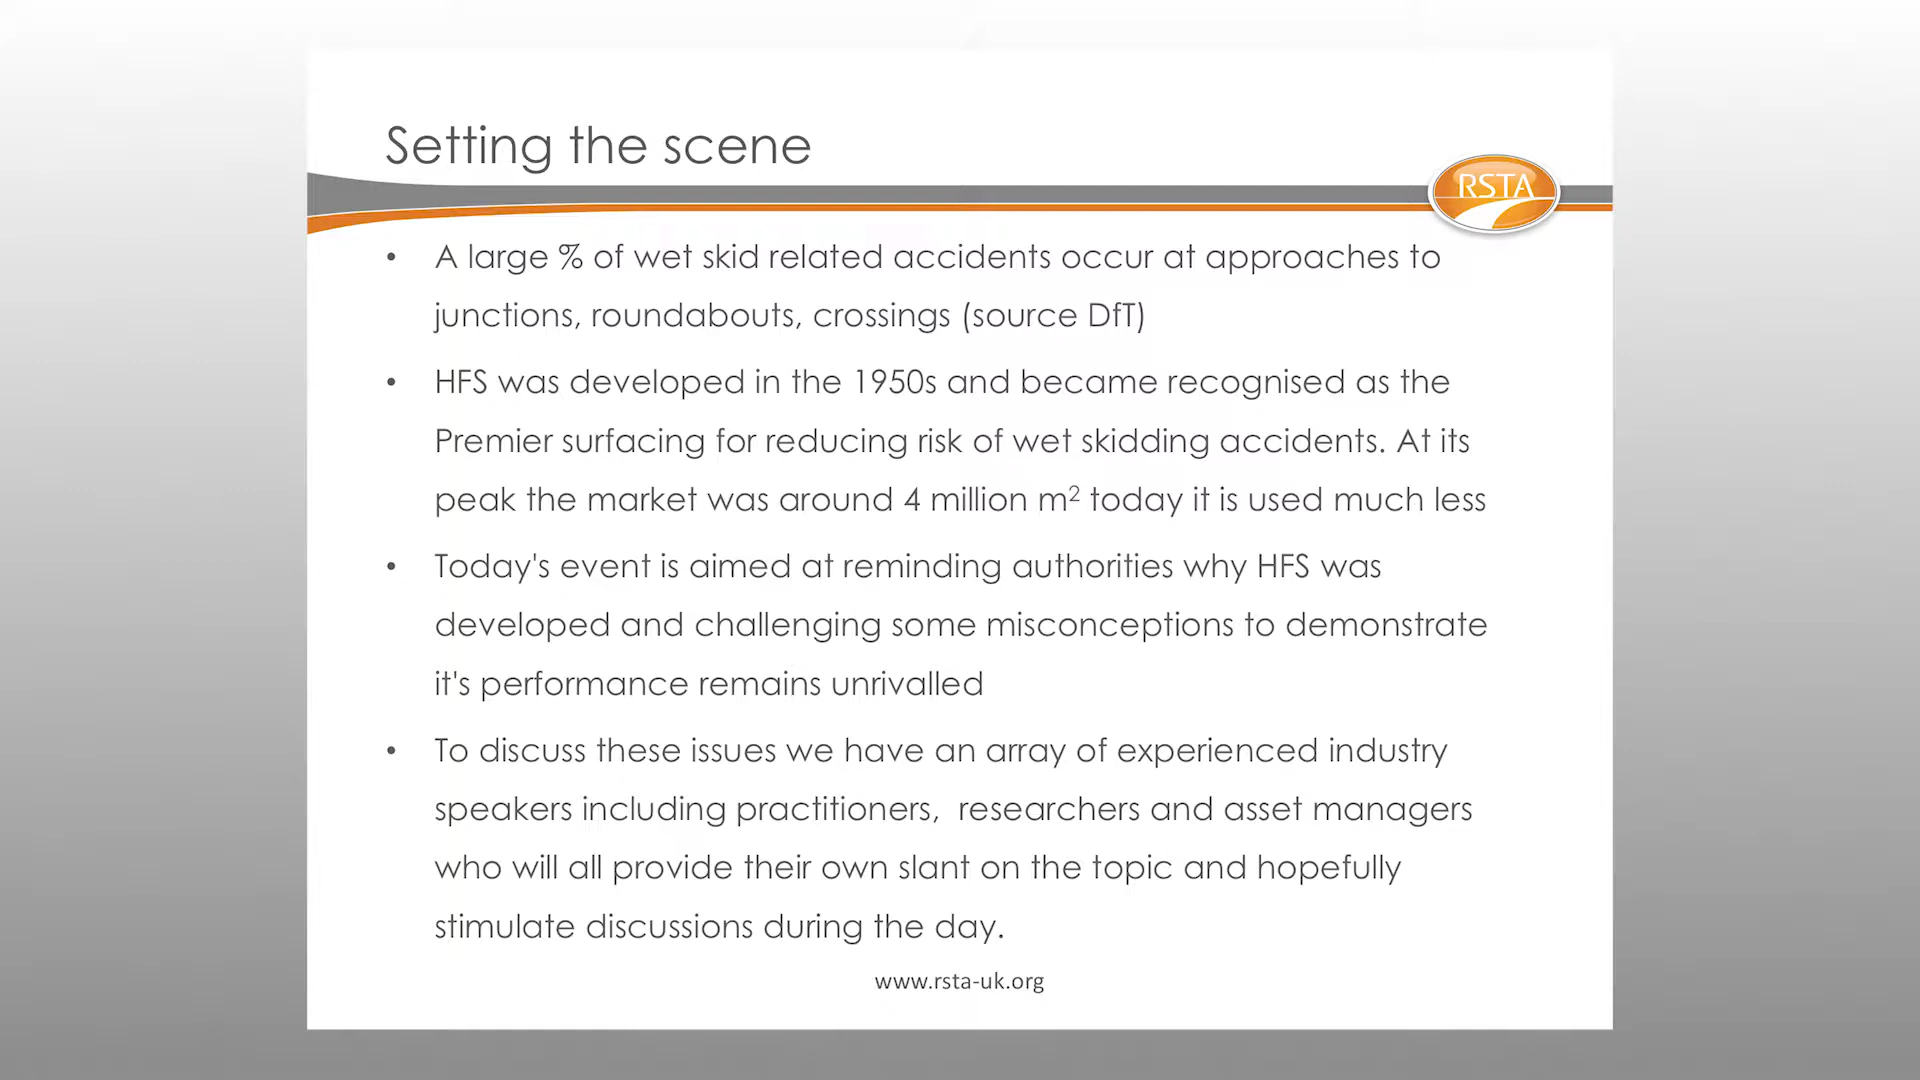 Setting the scene
RSTA
• A large % of wet skid related accidents occur at approaches to
junctions, roundabouts, crossings (source DfT)
• HFS was developed in the 1950s and became recognised as the
Premier surfacing for reducing risk of wet skidding accidents. At its
peak the market was around 4 million m² today it is used much less
• Today's event is aimed at reminding authorities why HFS was
developed and challenging some misconceptions to demonstrate
it's performance remains unrivalled
• To discuss these issues we have an array of experienced industry
speakers including practitioners,  researchers and asset managers
who will all provide their own slant on the topic and hopefully
stimulate discussions during the day.
www.rsta-uk.org